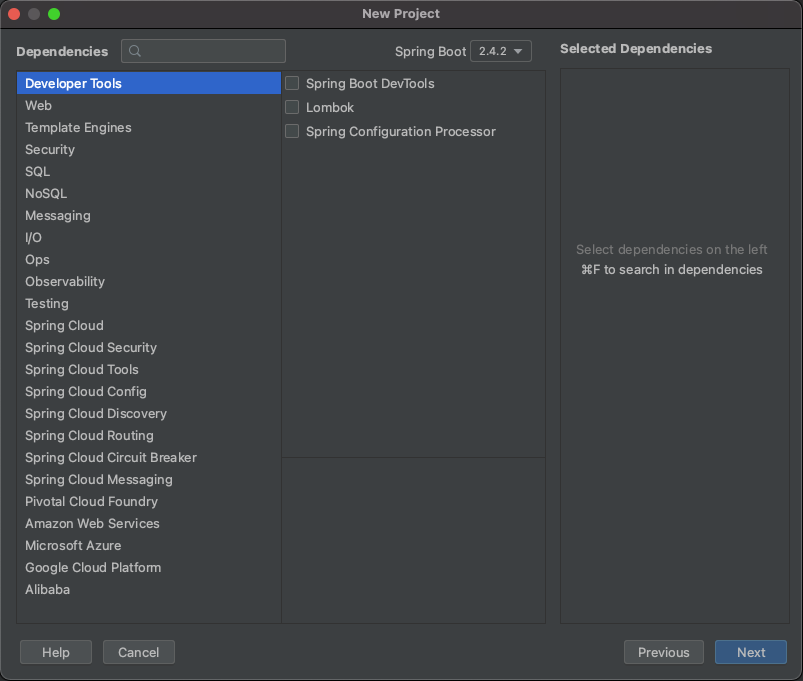 New Project
Dependencies
Spring Boot 2.4.2
Selected Dependencies
Developer Tools
Web
Template Engines
Security
SQL
NoSQL
Messaging
I/O
Ops
Observability
Testing
Spring Cloud
Spring Cloud Security
Spring Cloud Tools
Spring Cloud Config
Spring Cloud Discovery
Spring Cloud Routing
Spring Cloud Circuit Breaker
Spring Cloud Messaging
Pivotal Cloud Foundry
Amazon Web Services
Microsoft Azure
Google Cloud Platform
Alibaba
Spring Boot DevTools
Lombok
Spring Configuration Processor
Select dependencies on the left
⌘F to search in dependencies
Help
Cancel
Previous
Next